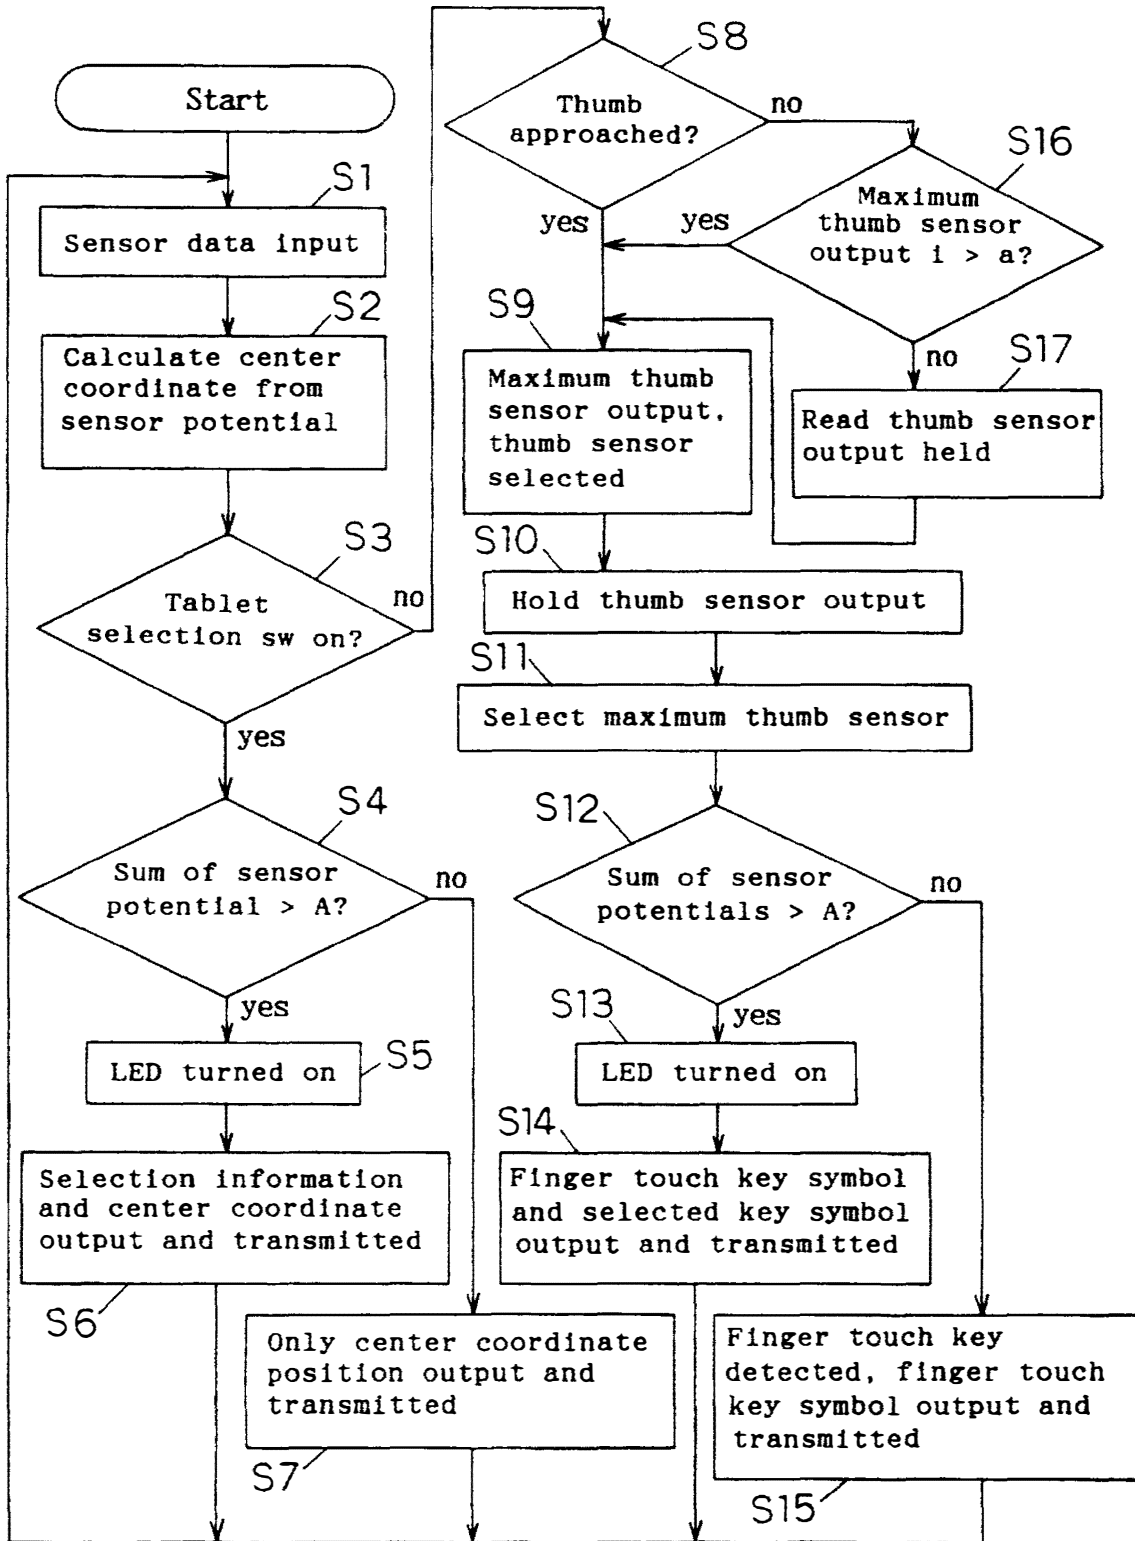 Start
S1
Sensor data input
S2
Calculate center
coordinate from
sensor potential
S3
Tablet
selection sw on?
no
yes
S4
Sum of sensor
potential > A?
no
yes
S5
LED turned on
Selection information
and center coordinate
output and transmitted
S6
Only center coordinate
position output and
transmitted
S7
S8
Thumb
approached?
no
yes
S16
Maximum
thumb sensor
output i > a?
yes
no
S17
Read thumb sensor
output held
S9
Maximum thumb
sensor output,
thumb sensor
selected
S10
Hold thumb sensor output
S11
Select maximum thumb sensor
S12
Sum of sensor
potentials > A?
no
yes
S13
LED turned on
S14
Finger touch key symbol
and selected key symbol
output and transmitted
Finger touch key
detected, finger touch
key symbol output and
transmitted
S15